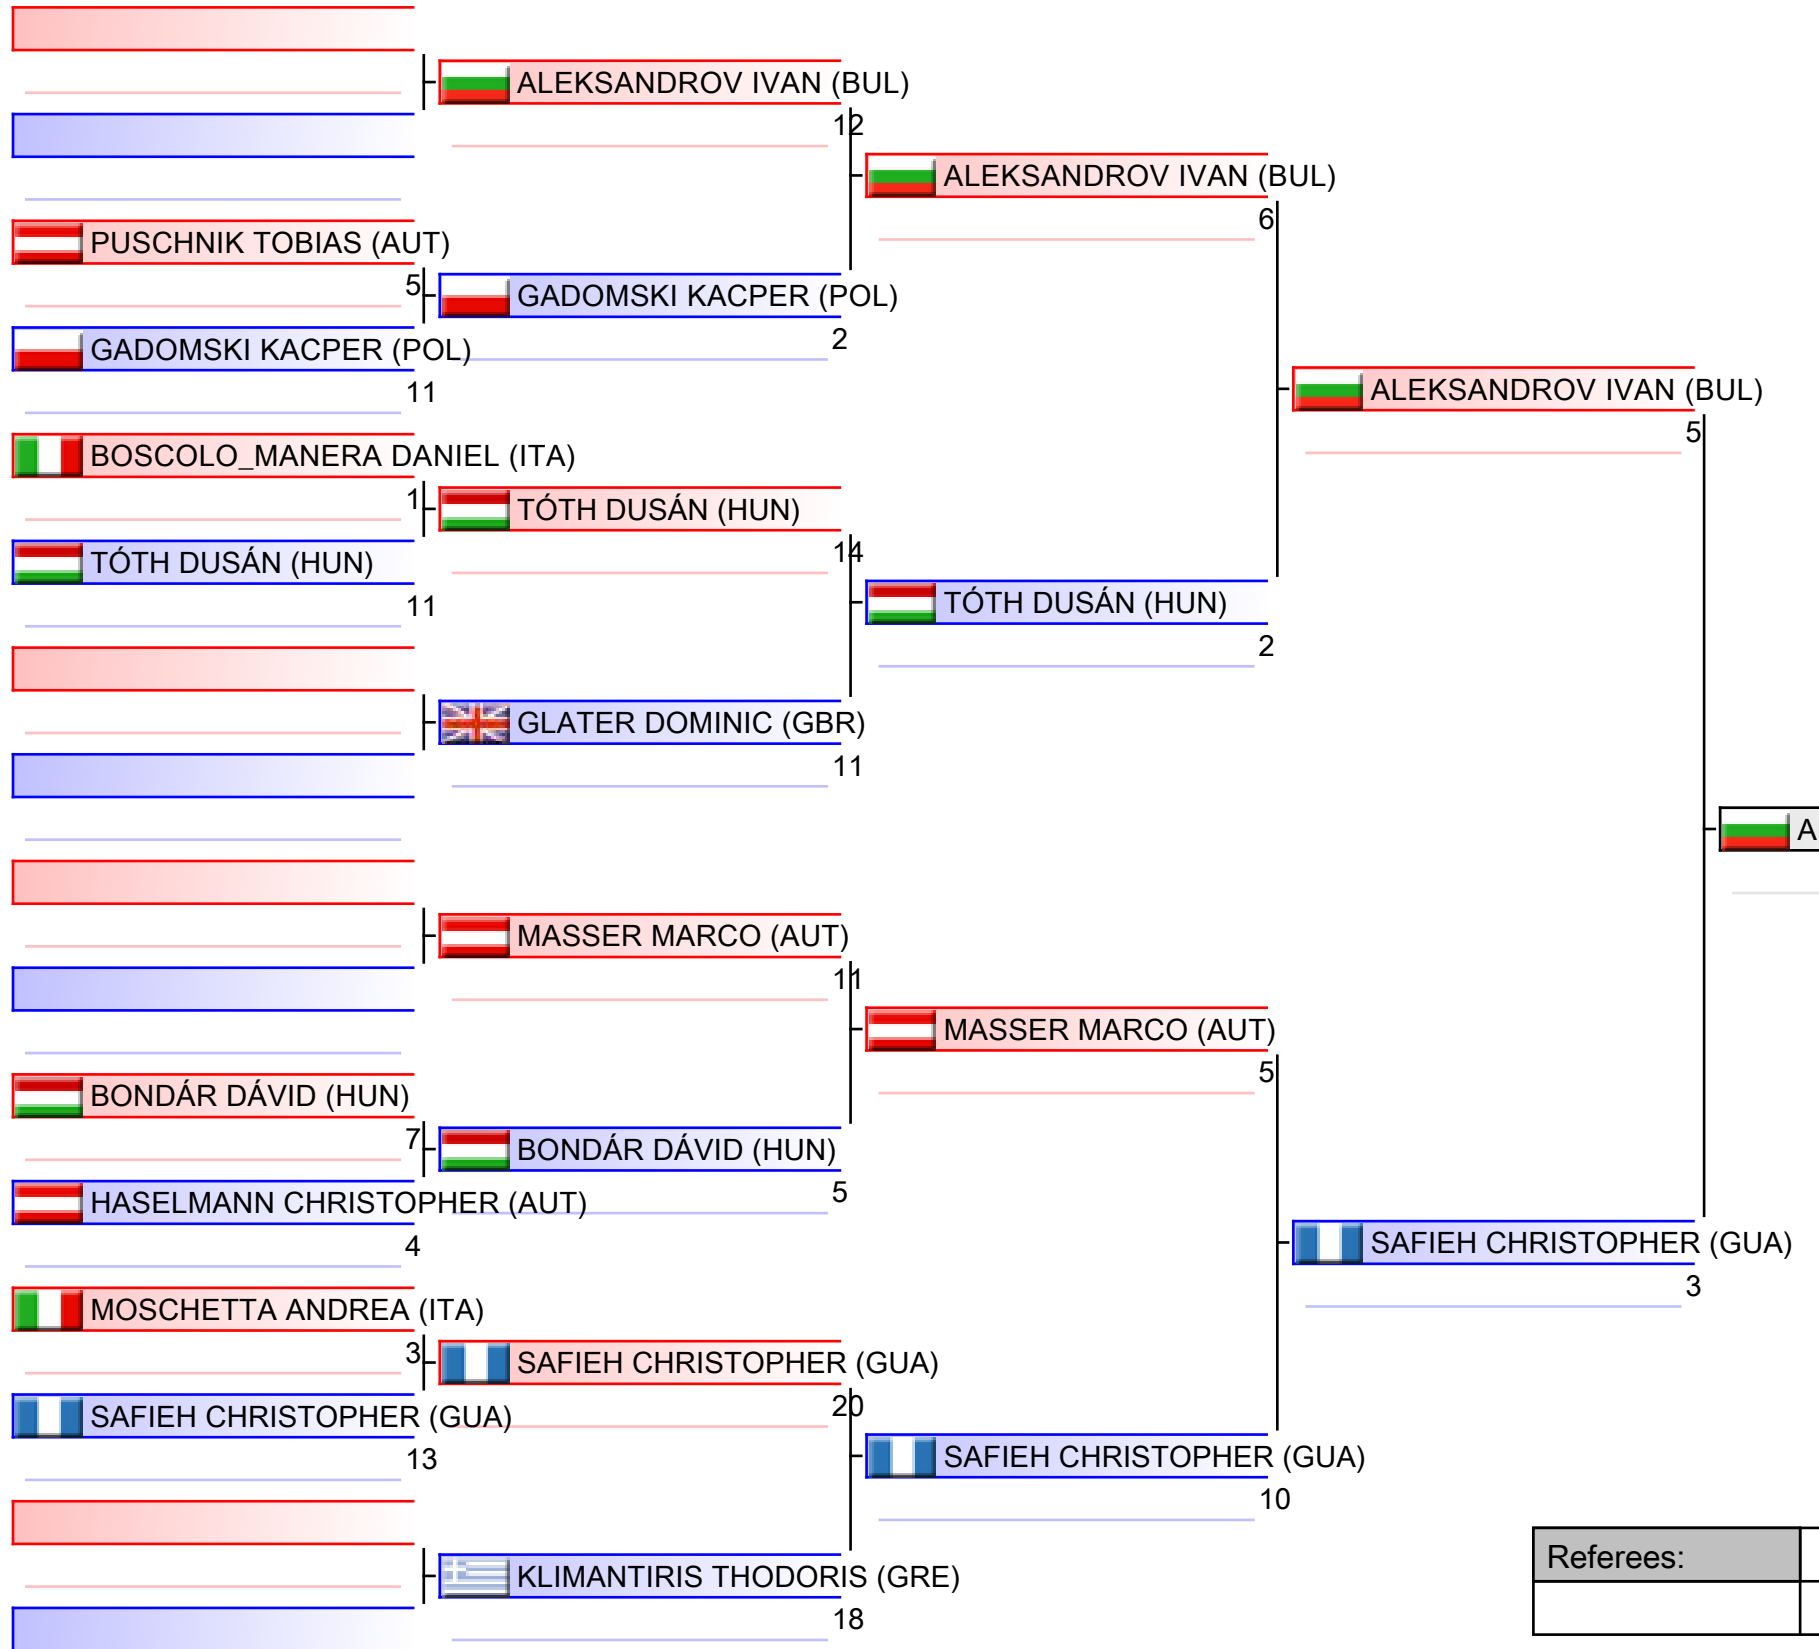 ALEKSANDROV IVAN (BUL)
12
ALEKSANDROV IVAN (BUL)
6
PUSCHNIK TOBIAS (AUT)
5
GADOMSKI KACPER (POL)
2
GADOMSKI KACPER (POL)
11
ALEKSANDROV IVAN (BUL)
5
BOSCOLO_MANERA DANIEL (ITA)
1
TÓTH DUSÁN (HUN)
14
TÓTH DUSÁN (HUN)
11
TÓTH DUSÁN (HUN)
2
GLATER DOMINIC (GBR)
11
A
MASSER MARCO (AUT)
11
MASSER MARCO (AUT)
5
BONDÁR DÁVID (HUN)
7
BONDÁR DÁVID (HUN)
5
HASELMANN CHRISTOPHER (AUT)
4
SAFIEH CHRISTOPHER (GUA)
3
MOSCHETTA ANDREA (ITA)
3
SAFIEH CHRISTOPHER (GUA)
20
SAFIEH CHRISTOPHER (GUA)
13
SAFIEH CHRISTOPHER (GUA)
10
KLIMANTIRIS THODORIS (GRE)
18
Referees: